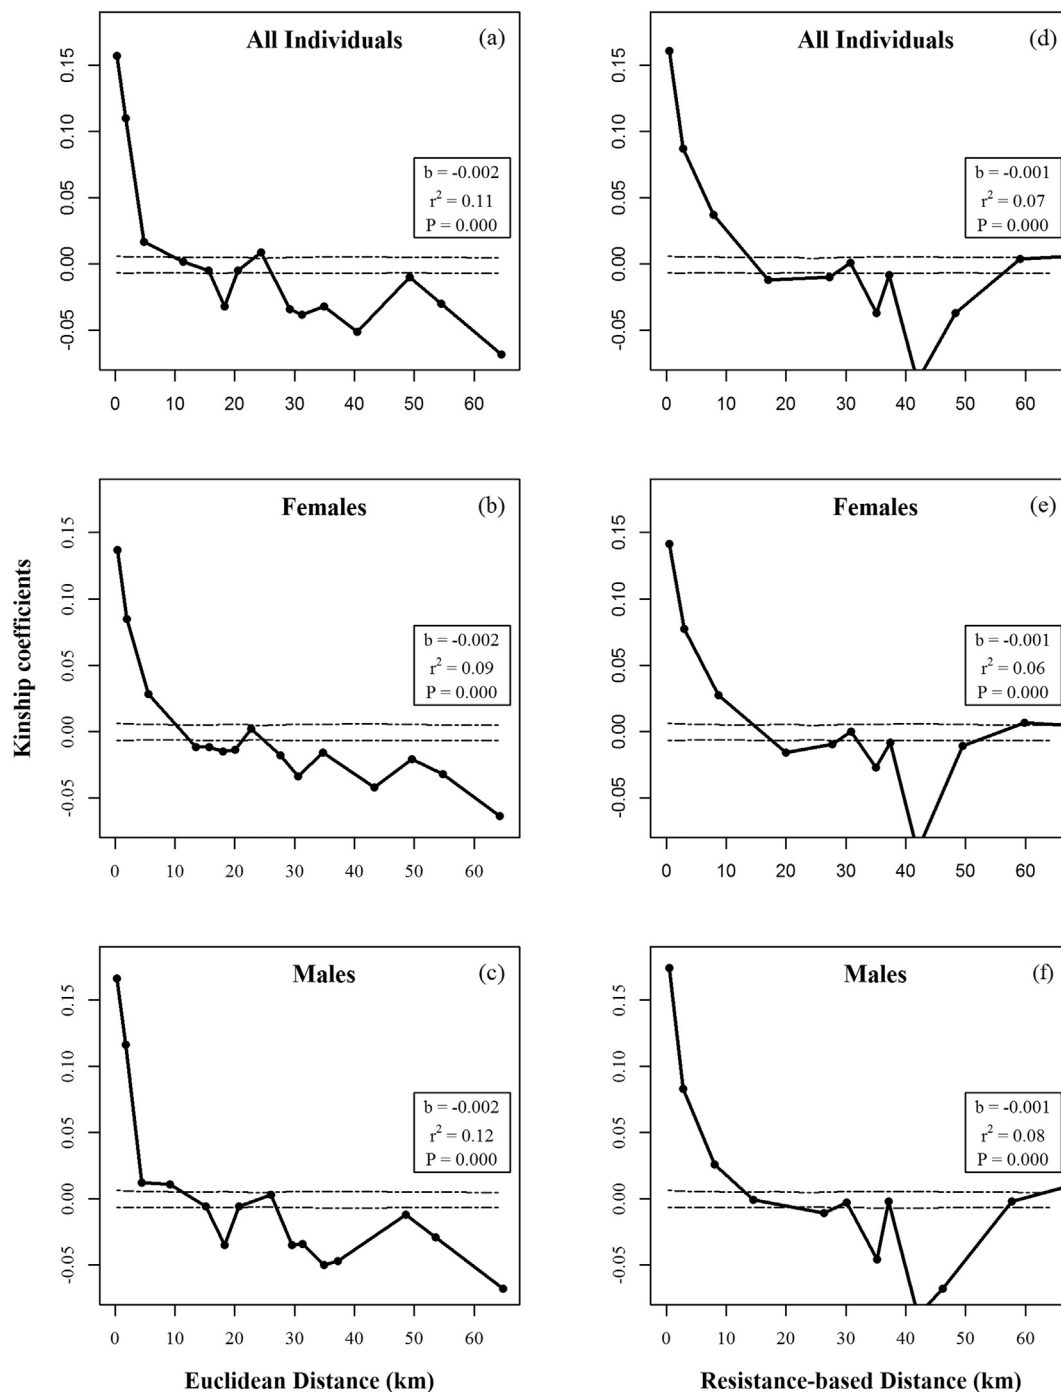 All Individuals (a)
0.15
0.10
0.05
0.00
-0.05
b = -0.002
r² = 0.11
P = 0.000
0 10 20 30 40 50 60
All Individuals (d)
0.15
0.10
0.05
0.00
-0.05
b = -0.001
r² = 0.07
P = 0.000
0 10 20 30 40 50 60
Kinship coefficients
Females (b)
0.15
0.10
0.05
0.00
-0.05
b = -0.002
r² = 0.09
P = 0.000
0 10 20 30 40 50 60
Females (e)
0.15
0.10
0.05
0.00
-0.05
b = -0.001
r² = 0.06
P = 0.000
0 10 20 30 40 50 60
Males (c)
0.15
0.10
0.05
0.00
-0.05
b = -0.002
r² = 0.12
P = 0.000
0 10 20 30 40 50 60
Euclidean Distance (km)
Males (f)
0.15
0.10
0.05
0.00
-0.05
b = -0.001
r² = 0.08
P = 0.000
0 10 20 30 40 50 60
Resistance-based Distance (km)